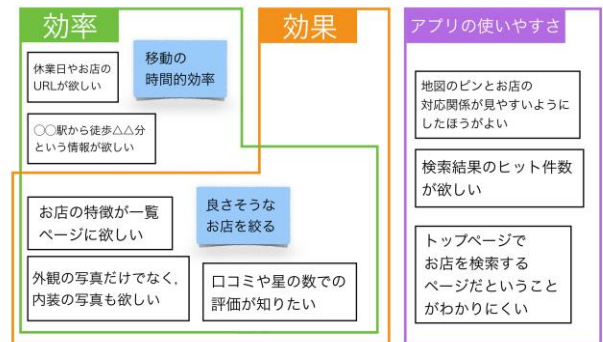 効率
効果
アプリの使いやすさ
休業日やお店の
URLが欲しい
移動の
時間的効率
○○駅から徒歩△△分
という情報が欲しい
お店の特徴が一覧
ページに欲しい
良さそうな
お店を絞る
外観の写真だけでなく,
内装の写真も欲しい
口コミや星の数での
評価が知りたい
地図のピンとお店の
対応関係が見やすいように
したほうがよい
検索結果のヒット件数
が欲しい
トップページで
お店を検索する
ページだということ
がわかりにくい